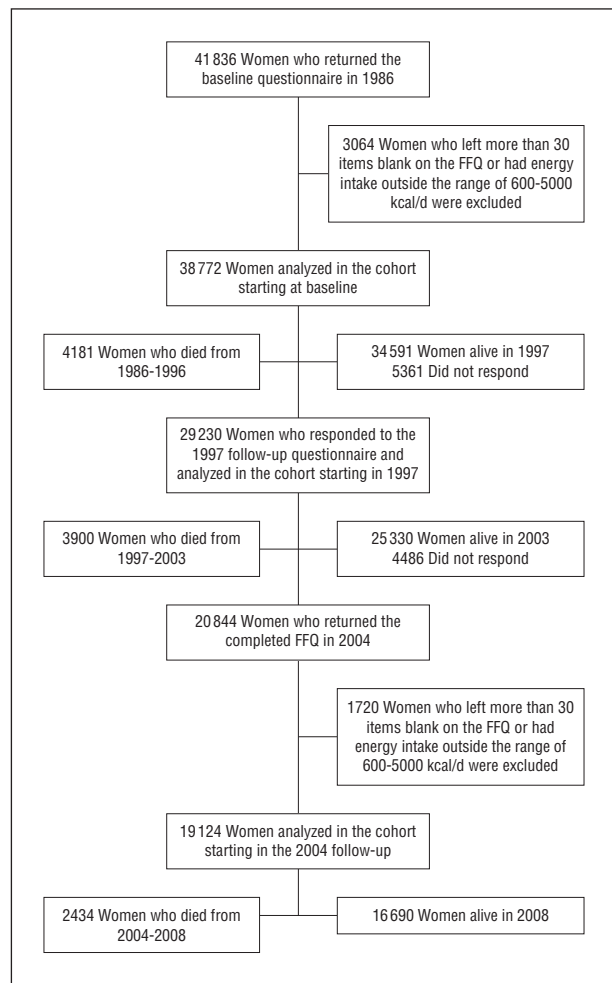 41 836 Women who returned the
baseline questionnaire in 1986
3064 Women who left more than 30
items blank on the FFQ or had energy
intake outside the range of 600-5000
kcal/d were excluded
38 772 Women analyzed in the cohort
starting at baseline
4181 Women who died from
1986-1996
34 591 Women alive in 1997
5361 Did not respond
29 230 Women who responded to the
1997 follow-up questionnaire and
analyzed in the cohort starting in 1997
3900 Women who died from
1997-2003
25 330 Women alive in 2003
4486 Did not respond
20 844 Women who returned the
completed FFQ in 2004
1720 Women who left more than 30
items blank on the FFQ or had
energy intake outside the range of
600-5000 kcal/d were excluded
19 124 Women analyzed in the cohort
starting in the 2004 follow-up
2434 Women who died from
2004-2008
16 690 Women alive in 2008